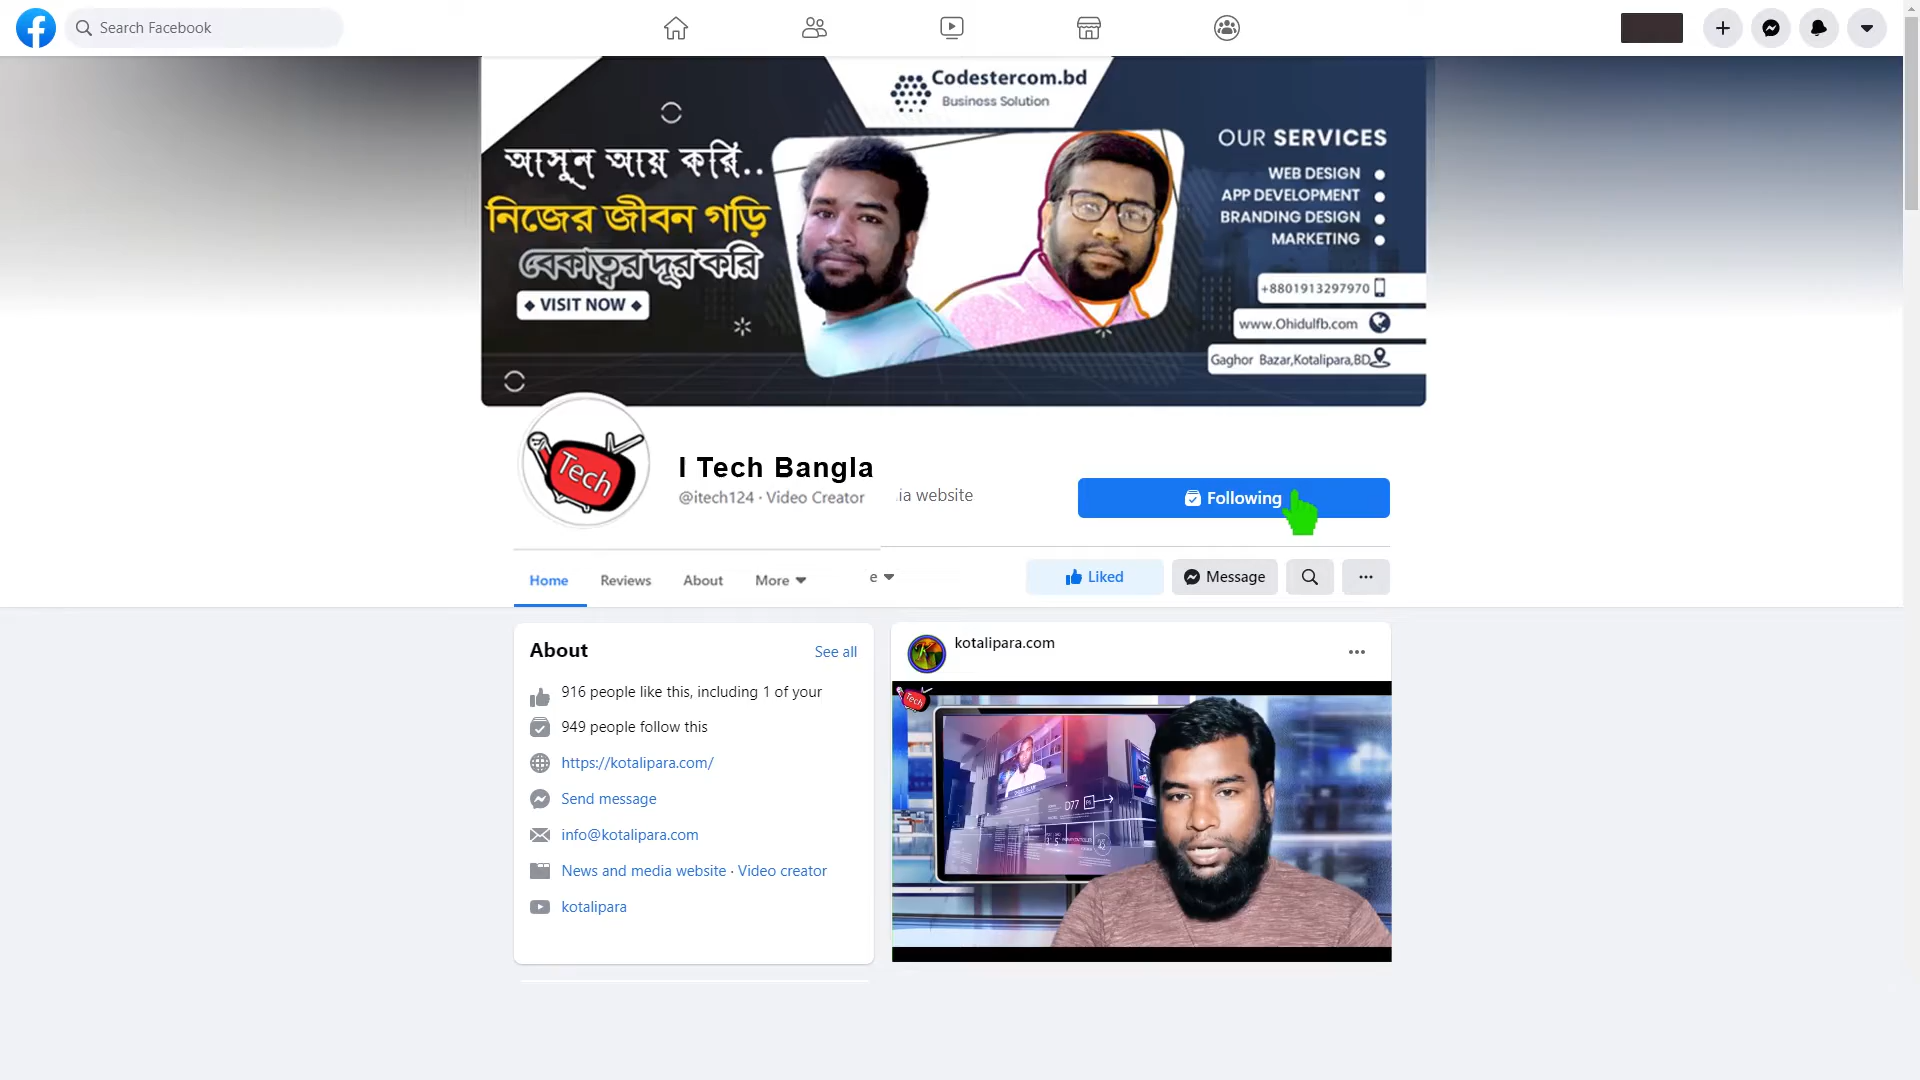 Search Facebook
Codestercom.bd
Business Solution
আসুন আয় করি..
নিজের জীবন গড়ি
বেকাত্বর দূর করি
◆ VISIT NOW ◆
OUR SERVICES
WEB DESIGN
APP DEVELOPMENT
BRANDING DESIGN
MARKETING
+8801913297970
www.Ohidulfb.com
Gaghor Bazar,Kotalipara,BD
Tech
I Tech Bangla
@itech124 · Video Creator
ia website
Following
Home
Reviews
About
More
e
Liked
Message
About
See all
916 people like this, including 1 of your
949 people follow this
https://kotalipara.com/
Send message
info@kotalipara.com
News and media website · Video creator
kotalipara
kotalipara.com
Tech
D77